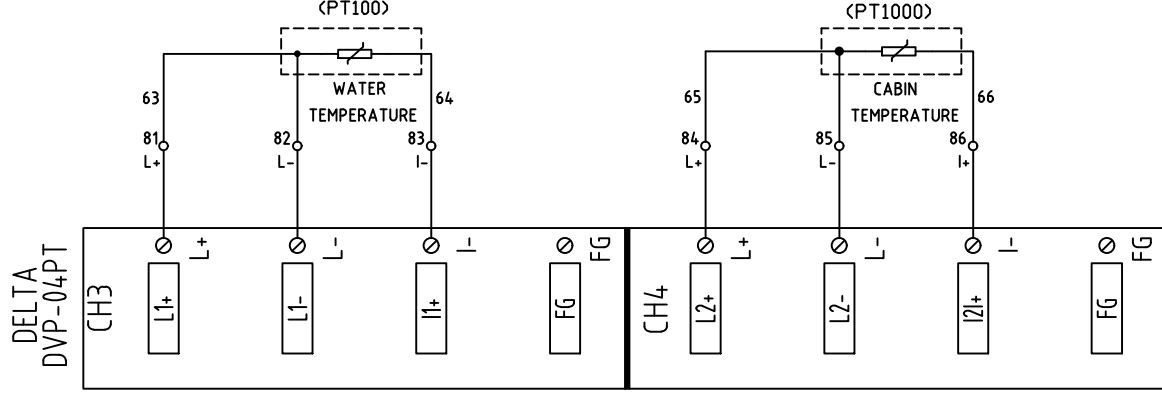 (PT100)
(PT1000)
WATER
TEMPERATURE
CABIN
TEMPERATURE
63
64
65
66
81
82
83
84
85
86
L+
L-
I-
L+
L-
I+
DELTA
DVP-04PT
CH3
L+
L-
I-
FG
L1+
L1-
I1+
FG
CH4
L+
L-
I-
FG
L2+
L2-
I2I+
FG